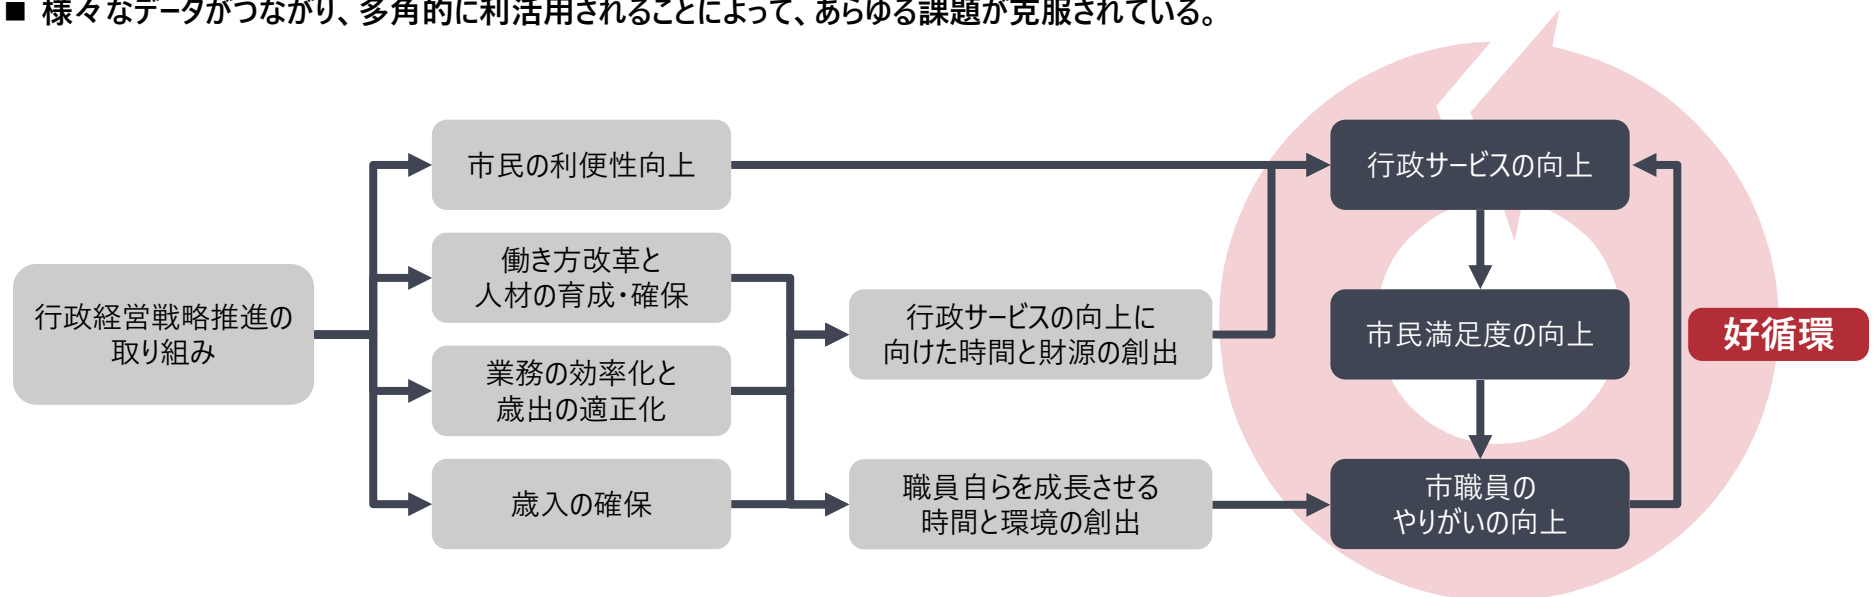 ■ 様々なデータがつながり、多角的に利活用されることによって、あらゆる課題が克服されている。
行政経営戦略推進の
取り組み
市民の利便性向上
働き方改革と
人材の育成・確保
業務の効率化と
歳出の適正化
歳入の確保
行政サービスの向上に
向けた時間と財源の創出
職員自らを成長させる
時間と環境の創出
行政サービスの向上
市民満足度の向上
市職員の
やりがいの向上
好循環